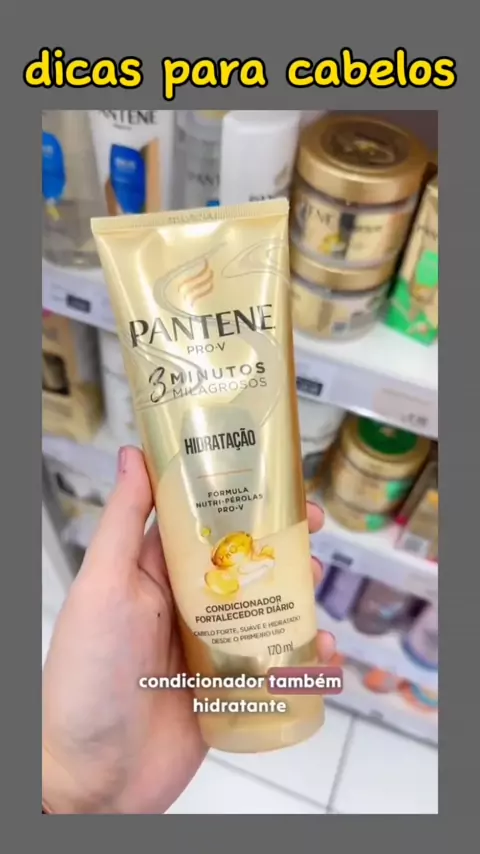 dicas para cabelos
PANTENE
PRO-V
3 MINUTOS
MILAGROSOS
HIDRATAÇÃO
FÓRMULA
NUTRI-PÉROLAS
PRO-V
CONDICIONADOR
FORTALECEDOR DIÁRIO
CABELO FORTE, SUAVE E HIDRATADO
DESDE O PRIMEIRO USO
170 ml
condicionador também
hidratante